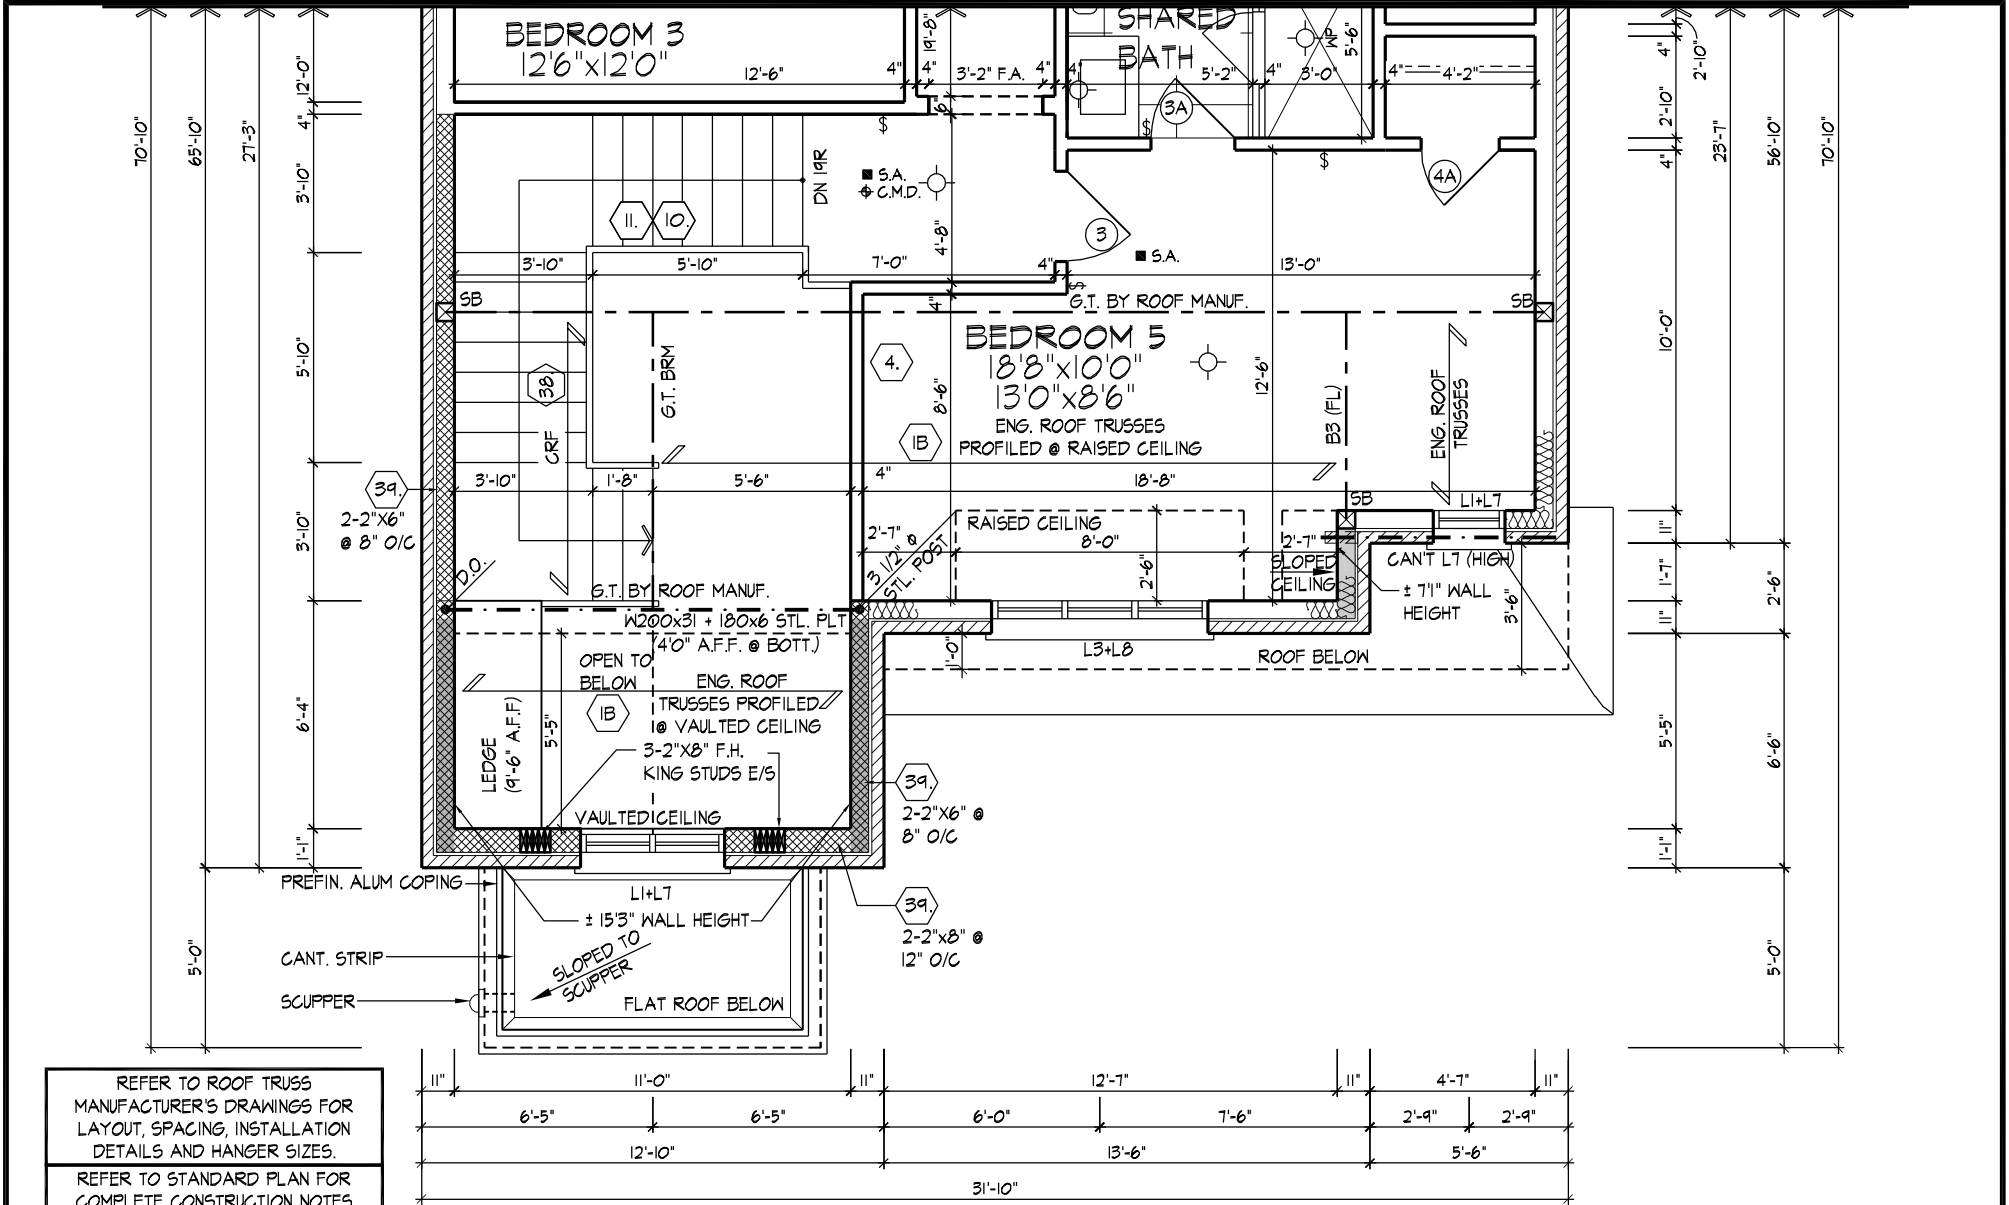 BEDROOM 3
12'6"x12'0"
SHARED
BATH
12'-6"
4"
4"
3'-2" F.A.
4"
4"
5'-2"
4"
3'-0"
4"
4'-2"
19'-8"
6"
WP
5'-6"
3A
$
$
$
DN 19R
S.A.
C.M.D.
11.
10.
4'-8"
3
4A
S.A.
3'-10"
5'-10"
7'-0"
4"
13'-0"
4"
$
SB
G.T. BY ROOF MANUF.
SB
BEDROOM 5
18'8"x10'0"
13'0"x8'6"
ENG. ROOF TRUSSES
PROFILED @ RAISED CEILING
4.
1B
8'-6"
12'-6"
B3 (FL)
ENG. ROOF
TRUSSES
38.
CRF
G.T. BRM
39.
2-2"X6"
@ 8" O/C
3'-10"
1'-8"
5'-6"
4"
18'-8"
SB
L1+L7
RAISED CEILING
2'-7"
8'-0"
2'-7"
2'-6"
3 1/2" Ø
STL. POST
SLOPED
CEILING
CAN'T L7 (HIGH)
± 7'1" WALL
HEIGHT
3'-6"
D.O.
G.T. BY ROOF MANUF.
W200x31 + 180x6 STL. PLT
4'0" A.F.F. @ BOTT.)
OPEN TO
BELOW
1B
ENG. ROOF
TRUSSES PROFILED
@ VAULTED CEILING
3-2"X8" F.H.
KING STUDS E/S
LEDGE
(9'-6" A.F.F)
5'-5"
VAULTED CEILING
L3+L8
1'-0"
ROOF BELOW
39.
2-2"X6" @
8" O/C
39.
2-2"x8" @
12" O/C
PREFIN. ALUM COPING
L1+L7
± 15'3" WALL HEIGHT
CANT. STRIP
SLOPED TO
SCUPPER
SCUPPER
FLAT ROOF BELOW
70'-10"
65'-10"
27'-3"
12'-0"
4"
3'-10"
5'-10"
3'-10"
6'-4"
1'-1"
5'-0"
4"
2'-10"
2'-10"
4"
10'-0"
11"
1'-7"
11"
5'-5"
1'-1"
23'-7"
56'-10"
70'-10"
2'-6"
6'-6"
5'-0"
11"
11'-0"
11"
12'-7"
11"
4'-7"
11"
6'-5"
6'-5"
6'-0"
7'-6"
2'-9"
2'-9"
12'-10"
13'-6"
5'-6"
31'-10"
REFER TO ROOF TRUSS
MANUFACTURER'S DRAWINGS FOR
LAYOUT, SPACING, INSTALLATION
DETAILS AND HANGER SIZES.
REFER TO STANDARD PLAN FOR
COMPLETE CONSTRUCTION NOTES